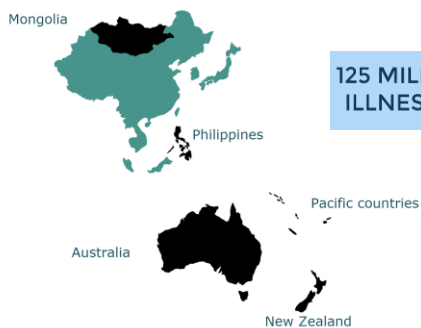 Mongolia
125 MIL
ILLNES
Philippines
Pacific countries
Australia
New Zealand